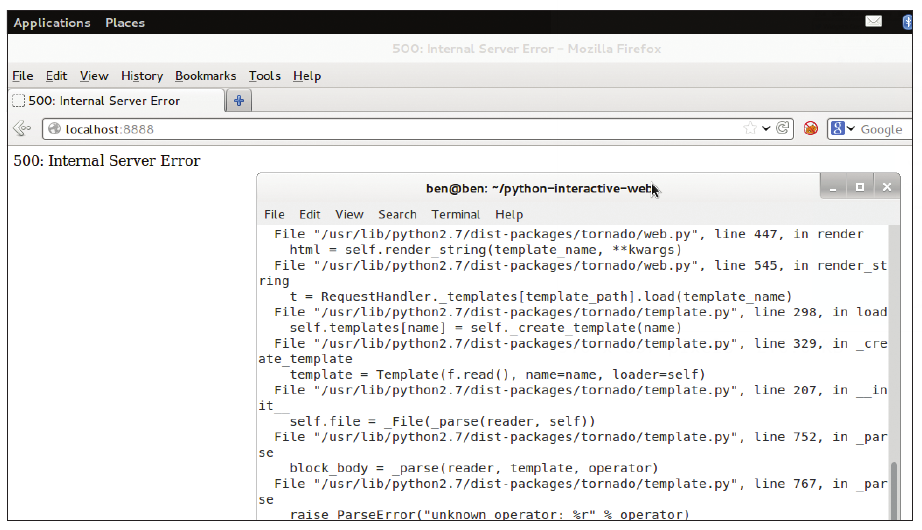 Applications Places
500: Internal Server Error - Mozilla Firefox
File Edit View History Bookmarks Tools Help
500: Internal Server Error
localhost:8888
Google
500: Internal Server Error
ben@ben: ~/python-interactive-web
File Edit View Search Terminal Help
File "/usr/lib/python2.7/dist-packages/tornado/web.py", line 447, in render
html = self.render_string(template_name, **kwargs)
File "/usr/lib/python2.7/dist-packages/tornado/web.py", line 545, in render_st
ring
t = RequestHandler._templates[template_path].load(template_name)
File "/usr/lib/python2.7/dist-packages/tornado/template.py", line 298, in load
self.templates[name] = self._create_template(name)
File "/usr/lib/python2.7/dist-packages/tornado/template.py", line 329, in _cre
ate_template
template = Template(f.read(), name=name, loader=self)
File "/usr/lib/python2.7/dist-packages/tornado/template.py", line 207, in __in
it__
self.file = _File(_parse(reader, self))
File "/usr/lib/python2.7/dist-packages/tornado/template.py", line 752, in _par
se
block_body = _parse(reader, template, operator)
File "/usr/lib/python2.7/dist-packages/tornado/template.py", line 767, in _par
se
raise ParseError("unknown operator: %r" % operator)